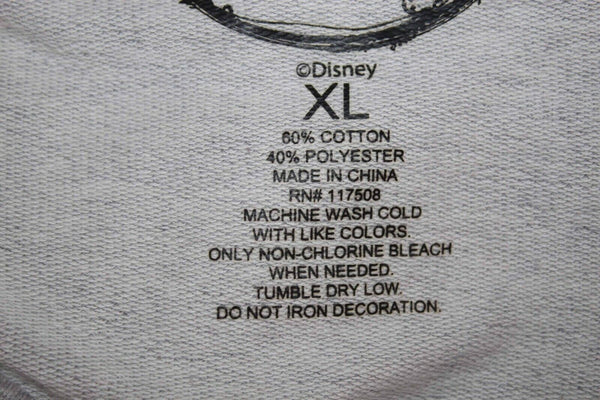 ©Disney
XL
60% COTTON
40% POLYESTER
MADE IN CHINA
RN# 117508
MACHINE WASH COLD
WITH LIKE COLORS.
ONLY NON-CHLORINE BLEACH
WHEN NEEDED.
TUMBLE DRY LOW.
DO NOT IRON DECORATION.